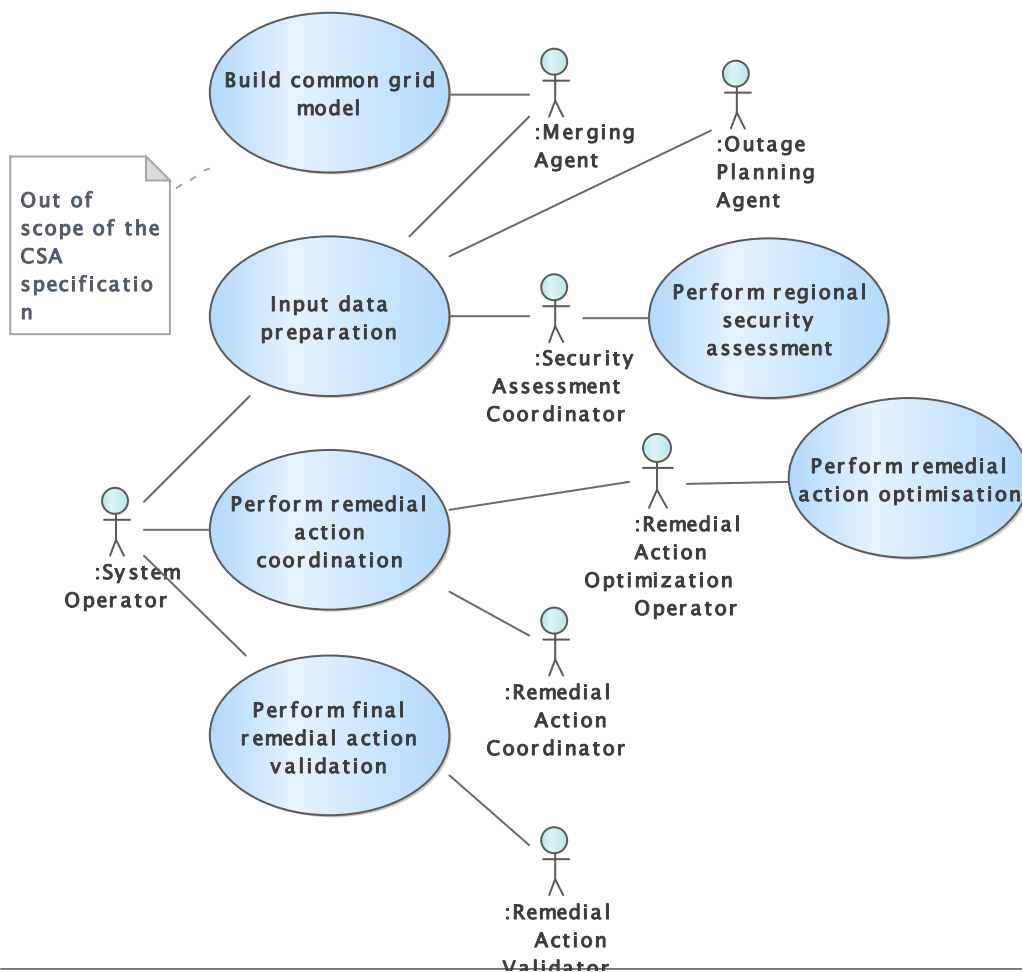 Build common grid
model
:Merging
Agent
:Outage
Planning
Agent
Out of
scope of the
CSA
specificatio
n
Input data
preparation
:Security
Assessment
Coordinator
Perform regional
security
assessment
Perform remedial
action optimisation
Perform remedial
action
coordination
:Remedial
Action
Optimization
Operator
:System
Operator
:Remedial
Action
Coordinator
Perform final
remedial action
validation
:Remedial
Action
Validator